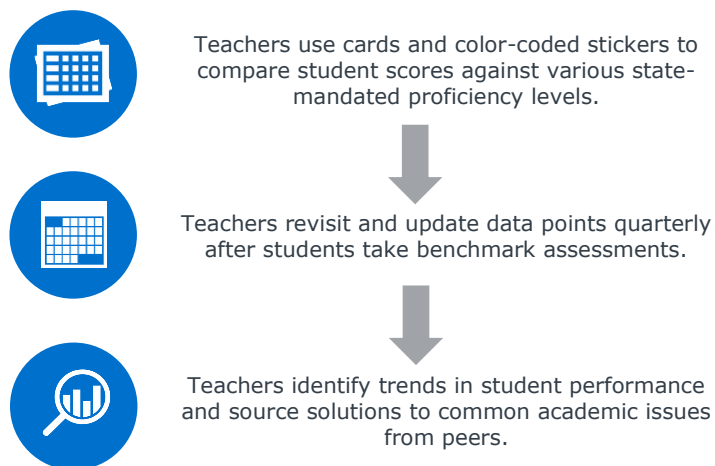 Teachers use cards and color-coded stickers to
compare student scores against various state-
mandated proficiency levels.
Teachers revisit and update data points quarterly
after students take benchmark assessments.
Teachers identify trends in student performance
and source solutions to common academic issues
from peers.